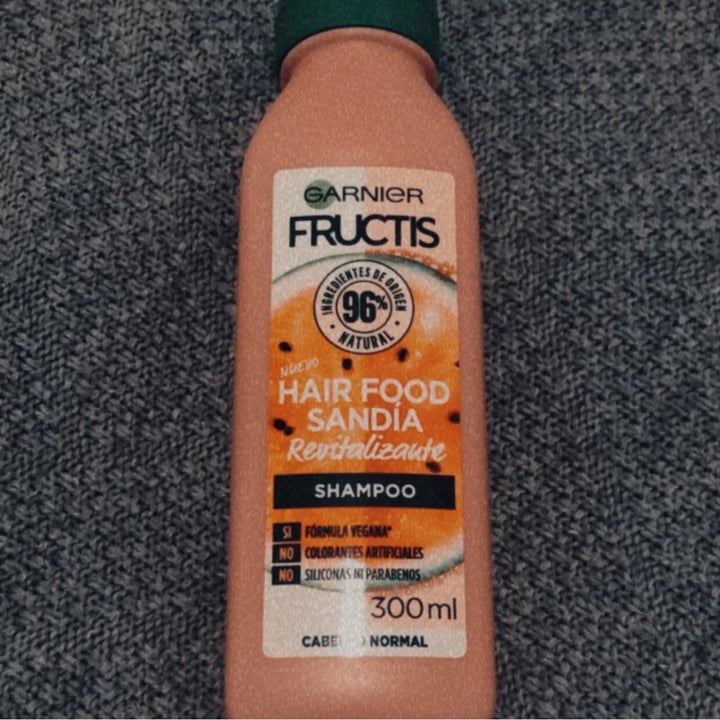 GARNIER
FRUCTIS
INGREDIENTES DE ORIGEN
96%
NATURAL
NUEVO
HAIR FOOD
SANDÍA
Revitalizante
SHAMPOO
SI FÓRMULA VEGANA*
NO COLORANTES ARTIFICIALES
NO SILICONAS NI PARABENOS
300ml
NORMAL